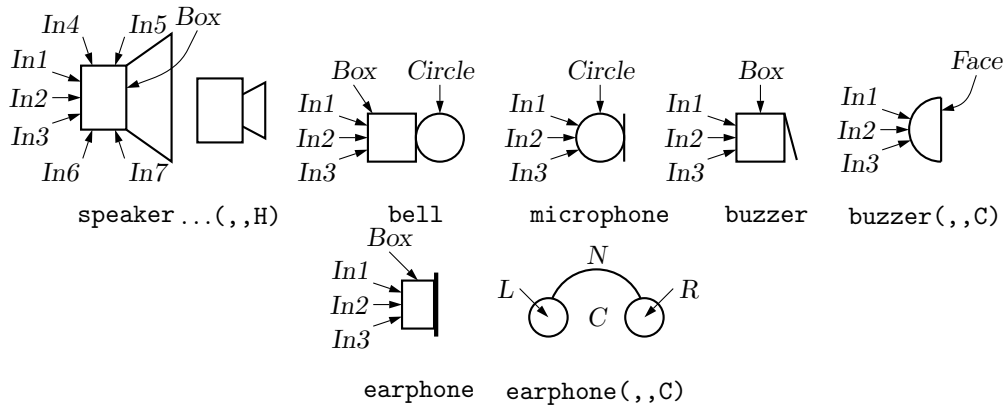 In4 In5 Box
In1
In2
In3
In6 In7
speaker ...(,,H)
Box Circle
In1
In2
In3
bell
Circle
In1
In2
In3
microphone
Box
In1
In2
In3
buzzer
Face
In1
In2
In3
buzzer(,,C)
Box
In1
In2
In3
earphone
N
L C R
earphone(,,C)